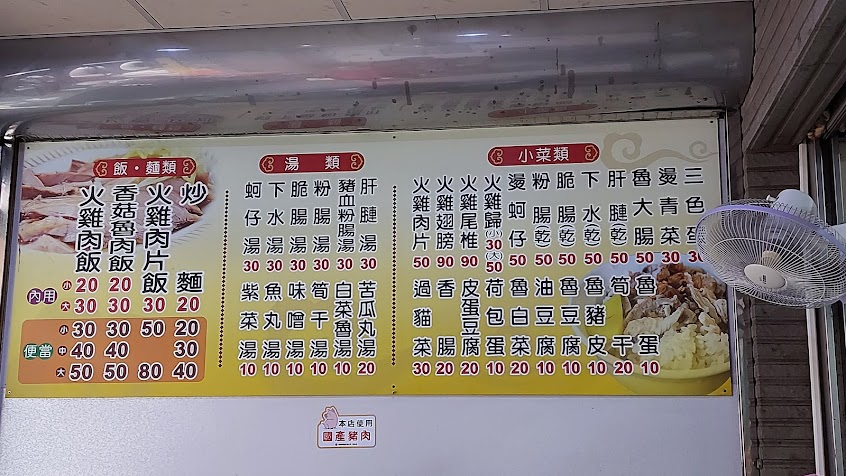 飯・麵類
火雞肉飯
香菇魯肉飯
火雞肉片飯
炒麵
內用
小 20 20
大 30 30 30 20
便當
小 30 30 50 20
中 40 40 30
大 50 50 80 40
湯類
蚵仔湯 30
下水湯 30
脆腸湯 30
粉腸湯 30
豬血粉腸湯 30
肝腱湯 30
紫菜湯 10
魚丸湯 10
味噌湯 10
筍干湯 10
白菜魯湯 10
苦瓜丸湯 20
小菜類
火雞肉片 50
火雞翅膀 90
火雞尾椎 90
火雞歸 (小)30 (大)50
燙蚵仔 50
粉腸(乾) 50
脆腸(乾) 50
下水(乾) 50
肝腱(乾) 50
魯大腸 30
燙青菜 30
三色蛋 30
過貓菜 30
香腸 20
皮蛋豆腐 20
荷包蛋 10
魯白菜 10
油豆腐 10
魯豆腐 10
魯豬皮 10
筍干 20
魯蛋 10
本店使用
國產豬肉